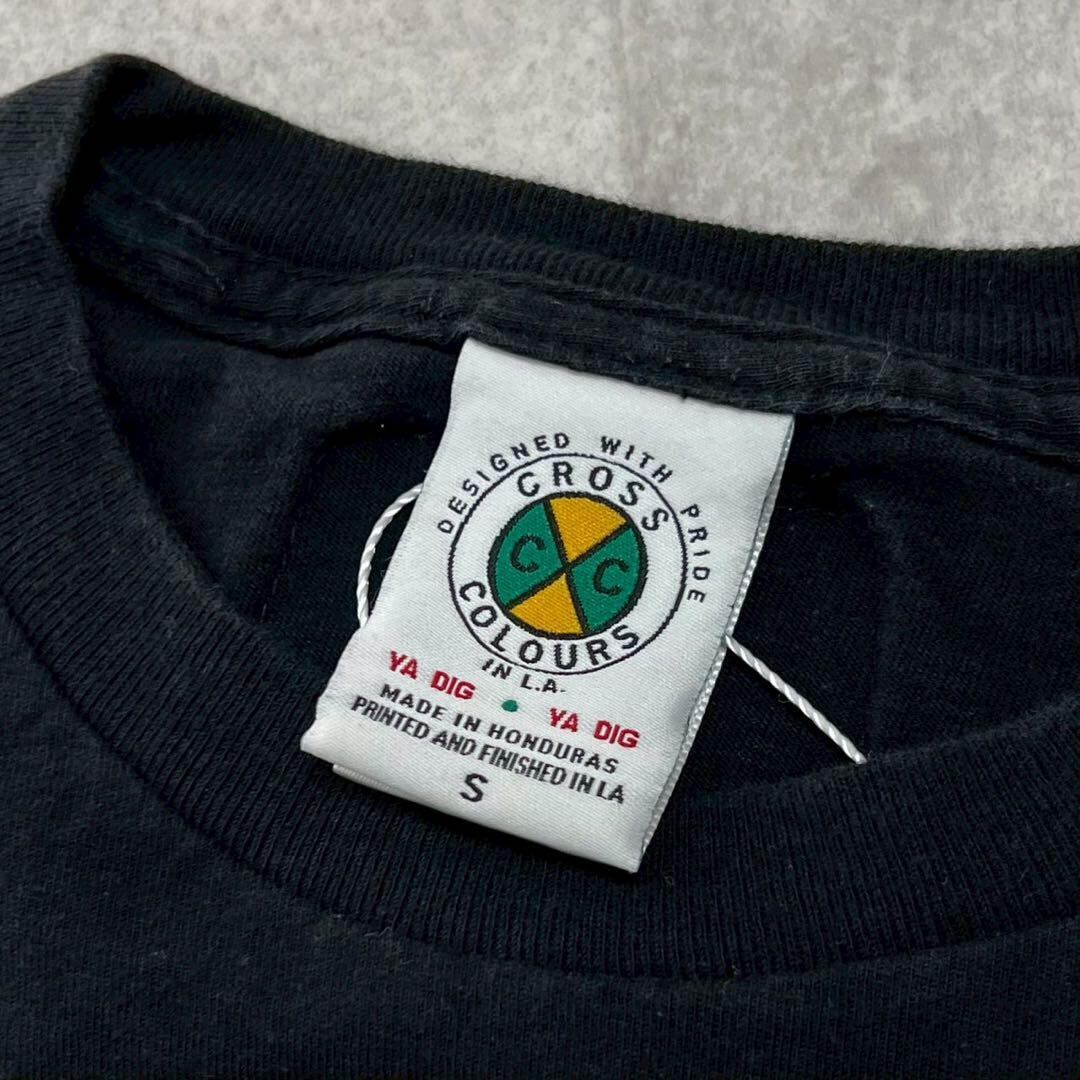 DESIGNED WITH PRIDE
CROSS
C C
COLOURS
IN L.A.
YA DIG • YA DIG
MADE IN HONDURAS
PRINTED AND FINISHED IN LA
S